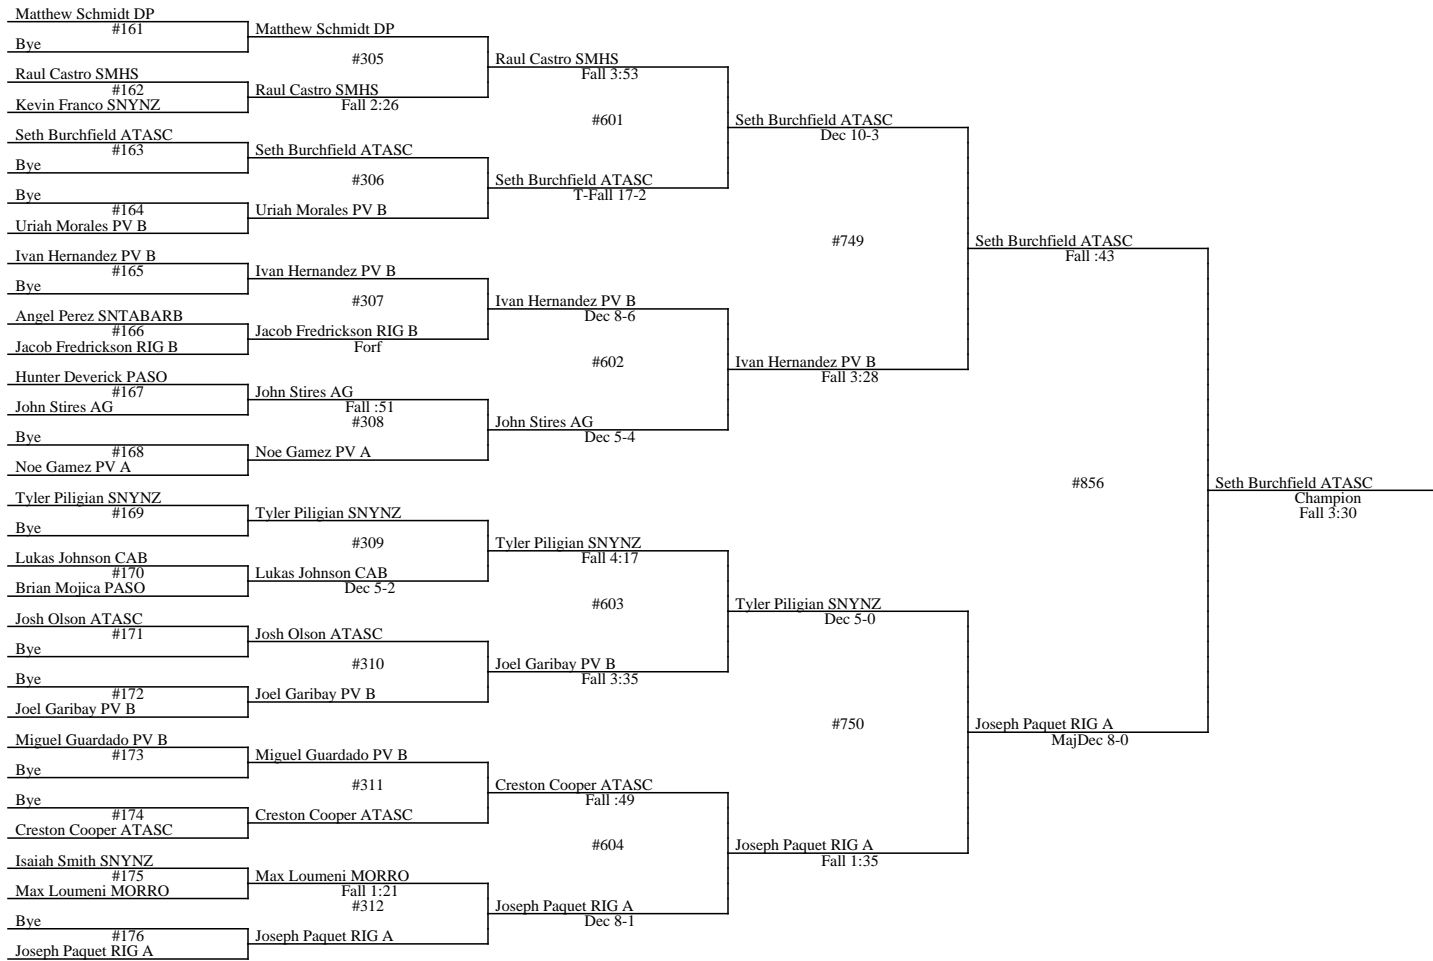 Matthew Schmidt DP
#161
Bye
Raul Castro SMHS
#162
Kevin Franco SNYNZ
Seth Burchfield ATASC
#163
Bye
Bye
#164
Uriah Morales PV B
Ivan Hernandez PV B
#165
Bye
Angel Perez SNTABARB
#166
Jacob Fredrickson RIG B
Hunter Deverick PASO
#167
John Stires AG
Bye
#168
Noe Gamez PV A
Tyler Piligian SNYNZ
#169
Bye
Lukas Johnson CAB
#170
Brian Mojica PASO
Josh Olson ATASC
#171
Bye
Bye
#172
Joel Garibay PV B
Miguel Guardado PV B
#173
Bye
Bye
#174
Creston Cooper ATASC
Isaiah Smith SNYNZ
#175
Max Loumeni MORRO
Bye
#176
Joseph Paquet RIG A
Matthew Schmidt DP
#305
Raul Castro SMHS
Fall 2:26
Seth Burchfield ATASC
#306
Uriah Morales PV B
Ivan Hernandez PV B
#307
Jacob Fredrickson RIG B
Forf
John Stires AG
Fall :51
#308
Noe Gamez PV A
Tyler Piligian SNYNZ
#309
Lukas Johnson CAB
Dec 5-2
Josh Olson ATASC
#310
Joel Garibay PV B
Miguel Guardado PV B
#311
Creston Cooper ATASC
Max Loumeni MORRO
Fall 1:21
#312
Joseph Paquet RIG A
Raul Castro SMHS
Fall 3:53
#601
Seth Burchfield ATASC
T-Fall 17-2
Ivan Hernandez PV B
Dec 8-6
#602
John Stires AG
Dec 5-4
Tyler Piligian SNYNZ
Fall 4:17
#603
Joel Garibay PV B
Fall 3:35
Creston Cooper ATASC
Fall :49
#604
Joseph Paquet RIG A
Dec 8-1
Seth Burchfield ATASC
Dec 10-3
#749
Ivan Hernandez PV B
Fall 3:28
Tyler Piligian SNYNZ
Dec 5-0
#750
Joseph Paquet RIG A
Fall 1:35
Seth Burchfield ATASC
Fall :43
#856
Joseph Paquet RIG A
MajDec 8-0
Seth Burchfield ATASC
Champion
Fall 3:30